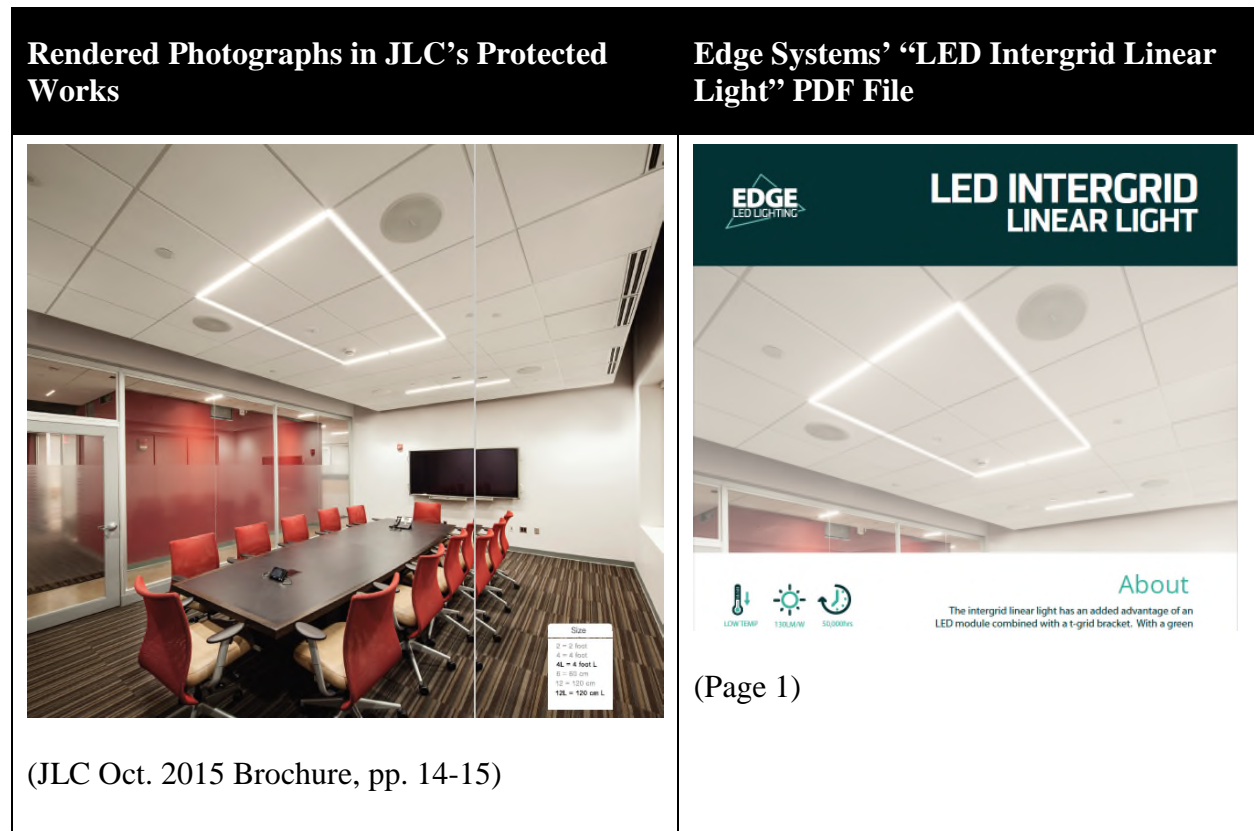 Rendered Photographs in JLC’s Protected
Works
Edge Systems’ “LED Intergrid Linear
Light” PDF File
EDGE
LED LIGHTING
LED INTERGRID
LINEAR LIGHT
Size
2 = 2 foot
4 = 4 foot
4L = 4 foot L
6 = 60 cm
12 = 120 cm
12L = 120 cm L
About
The intergrid linear light has an added advantage of an
LED module combined with a t-grid bracket. With a green
LOW TEMP
130LM/W
50,000hrs
(Page 1)
(JLC Oct. 2015 Brochure, pp. 14-15)